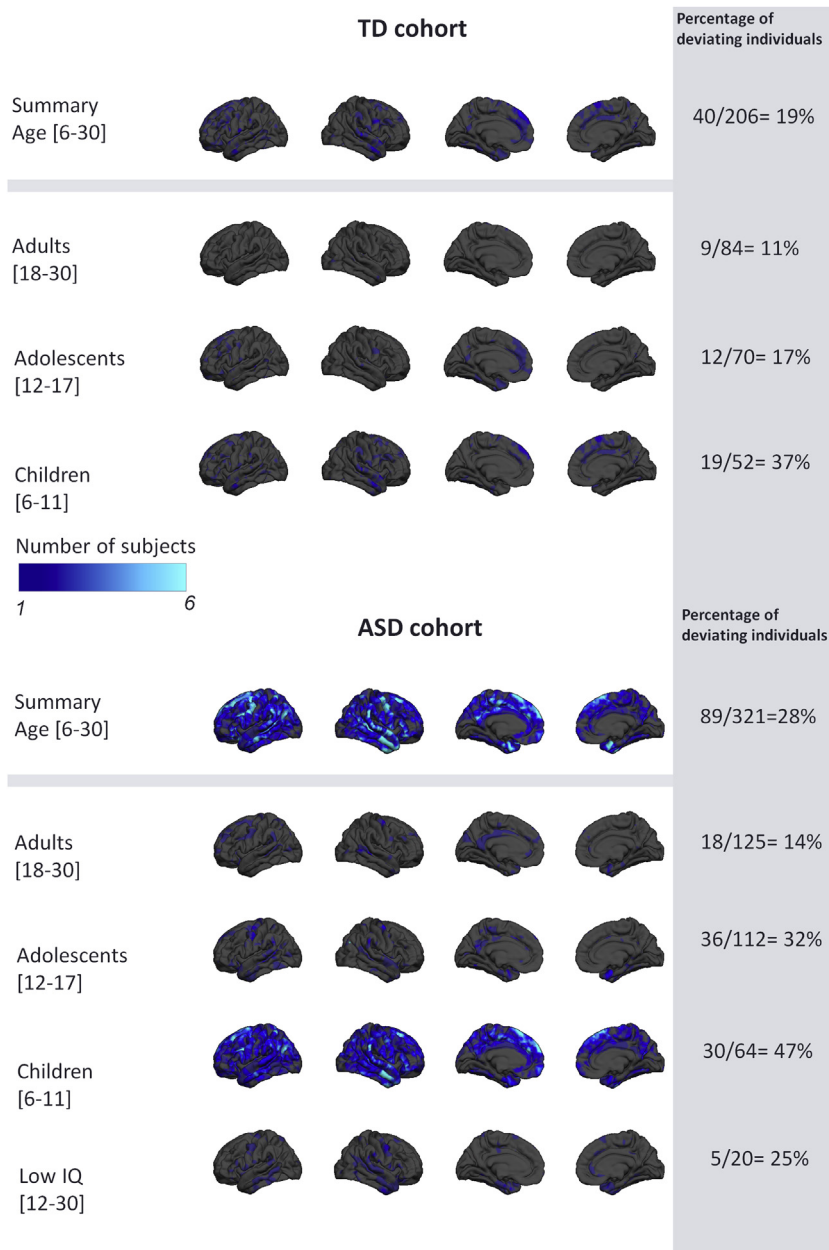 TD cohort
Percentage of
deviating individuals
Summary
Age [6-30]
40/206= 19%
Adults
[18-30]
9/84= 11%
Adolescents
[12-17]
12/70= 17%
Children
[6-11]
19/52= 37%
Number of subjects
1
6
ASD cohort
Percentage of
deviating individuals
Summary
Age [6-30]
89/321=28%
Adults
[18-30]
18/125= 14%
Adolescents
[12-17]
36/112= 32%
Children
[6-11]
30/64= 47%
Low IQ
[12-30]
5/20= 25%